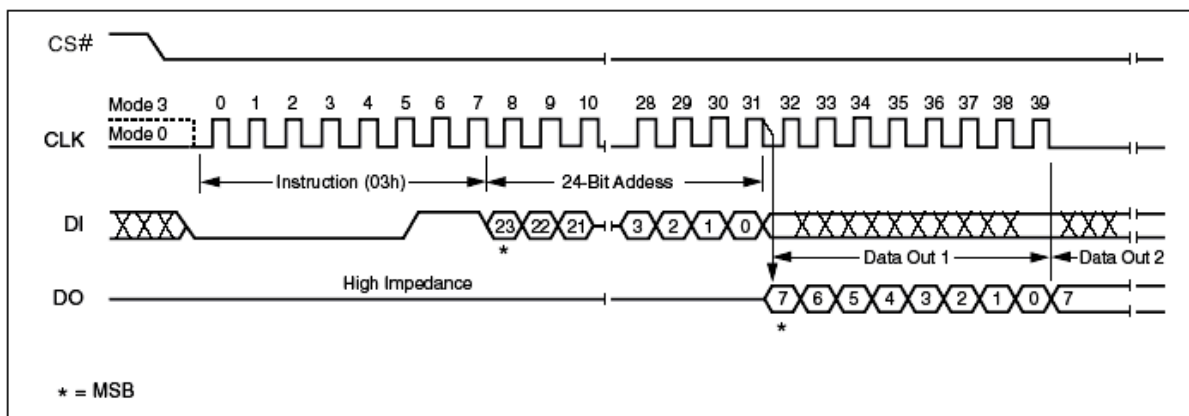 CS#
Mode 3
Mode 0
CLK
0 1 2 3 4 5 6 7 8 9 10 28 29 30 31 32 33 34 35 36 37 38 39
Instruction (03h) 24-Bit Addess
DI
23 22 21 3 2 1 0
*
Data Out 1 Data Out 2
DO
High Impedance
7 6 5 4 3 2 1 0 7
*
* = MSB